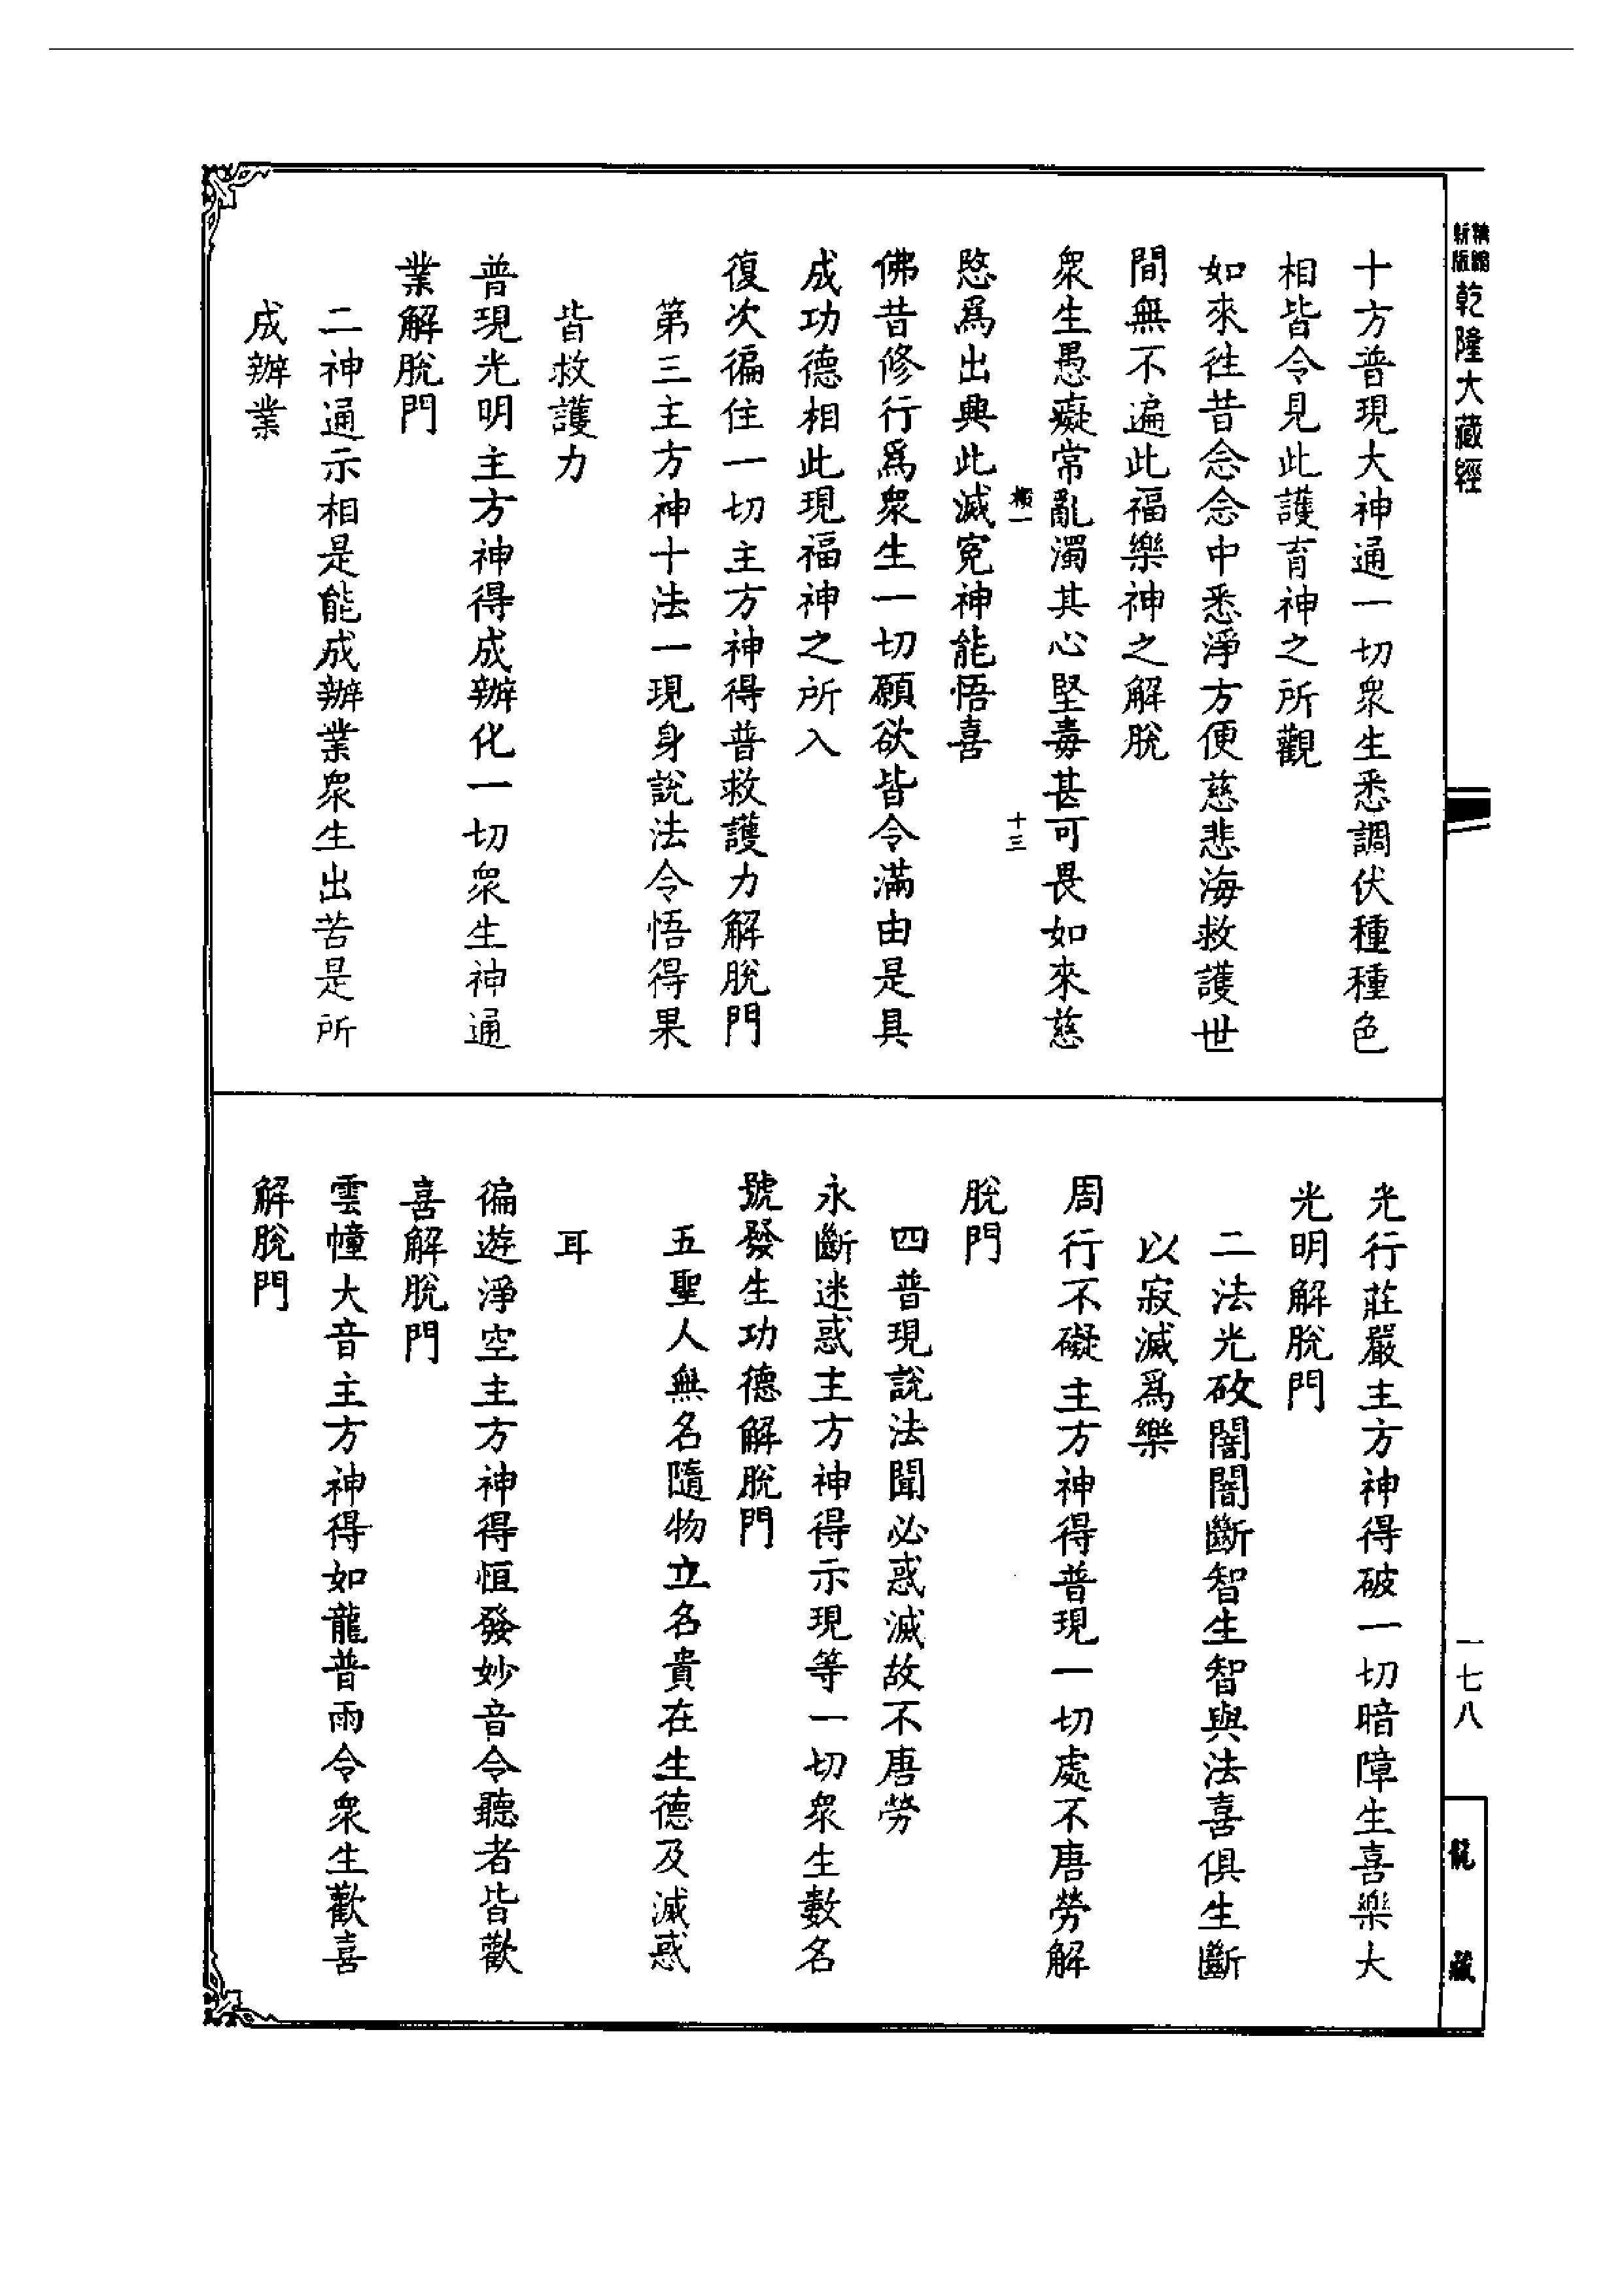 新版
精縮
乾隆大藏經
十方普現大神通一切衆生悉調伏種種色
相皆令見此護育神之所觀
如來徃昔念念中悉淨方便慈悲海救護世
間無不遍此福樂神之解脫
衆生愚癡常亂濁其心堅毒甚可畏如來慈
十三
愍爲出興此滅寃神能悟喜
佛昔修行爲衆生一切願欲皆令滿由是具
成功德相此現福神之所入
復次徧住一切主方神得普救護力解脫門
第三主方神十法一現身說法令悟得果
皆救護力
普現光明主方神得成辦化一切衆生神通
業解脫門
二神通示相是能成辦業衆生出苦是所
成辦業
光行莊嚴主方神得破一切暗障生喜樂大
光明解脫門
二法光破闇闇斷智生智與法喜俱生斷
以寂滅爲樂
周行不礙主方神得普現一切處不唐勞解
脫門
四普現說法聞必惑滅故不唐勞
永斷迷惑主方神得示現等一切衆生數名
號發生功德解脫門
五聖人無名隨物立名貴在生德及滅惑
耳
徧遊淨空主方神得恒發妙音令聽者皆歡
喜解脫門
雲幢大音主方神得如龍普雨令衆生歡喜
解脫門
一七八
龍藏